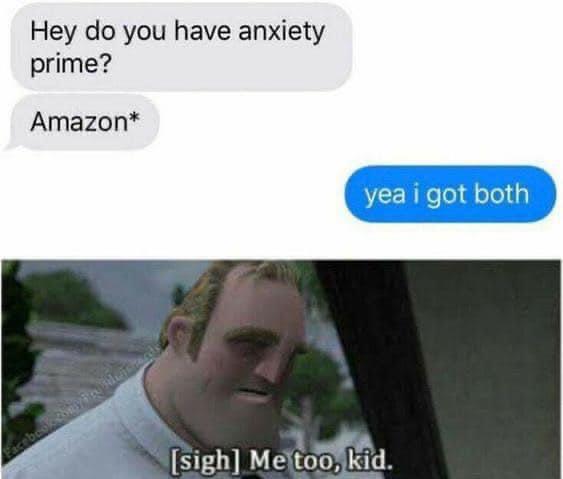 Hey do you have anxiety
prime?
Amazon*
yea i got both
[sigh] Me too, kid.